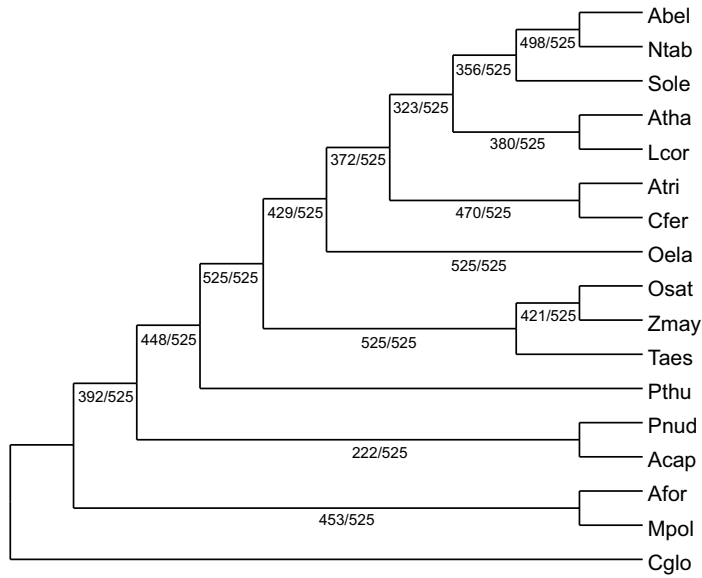 Abel
498/525
Ntab
356/525
Sole
323/525
Atha
380/525
Lcor
372/525
Atri
470/525
Cfer
429/525
Oela
525/525
525/525
Osat
421/525
Zmay
448/525
525/525
Taes
Pthu
392/525
Pnud
222/525
Acap
Afor
453/525
Mpol
Cglo